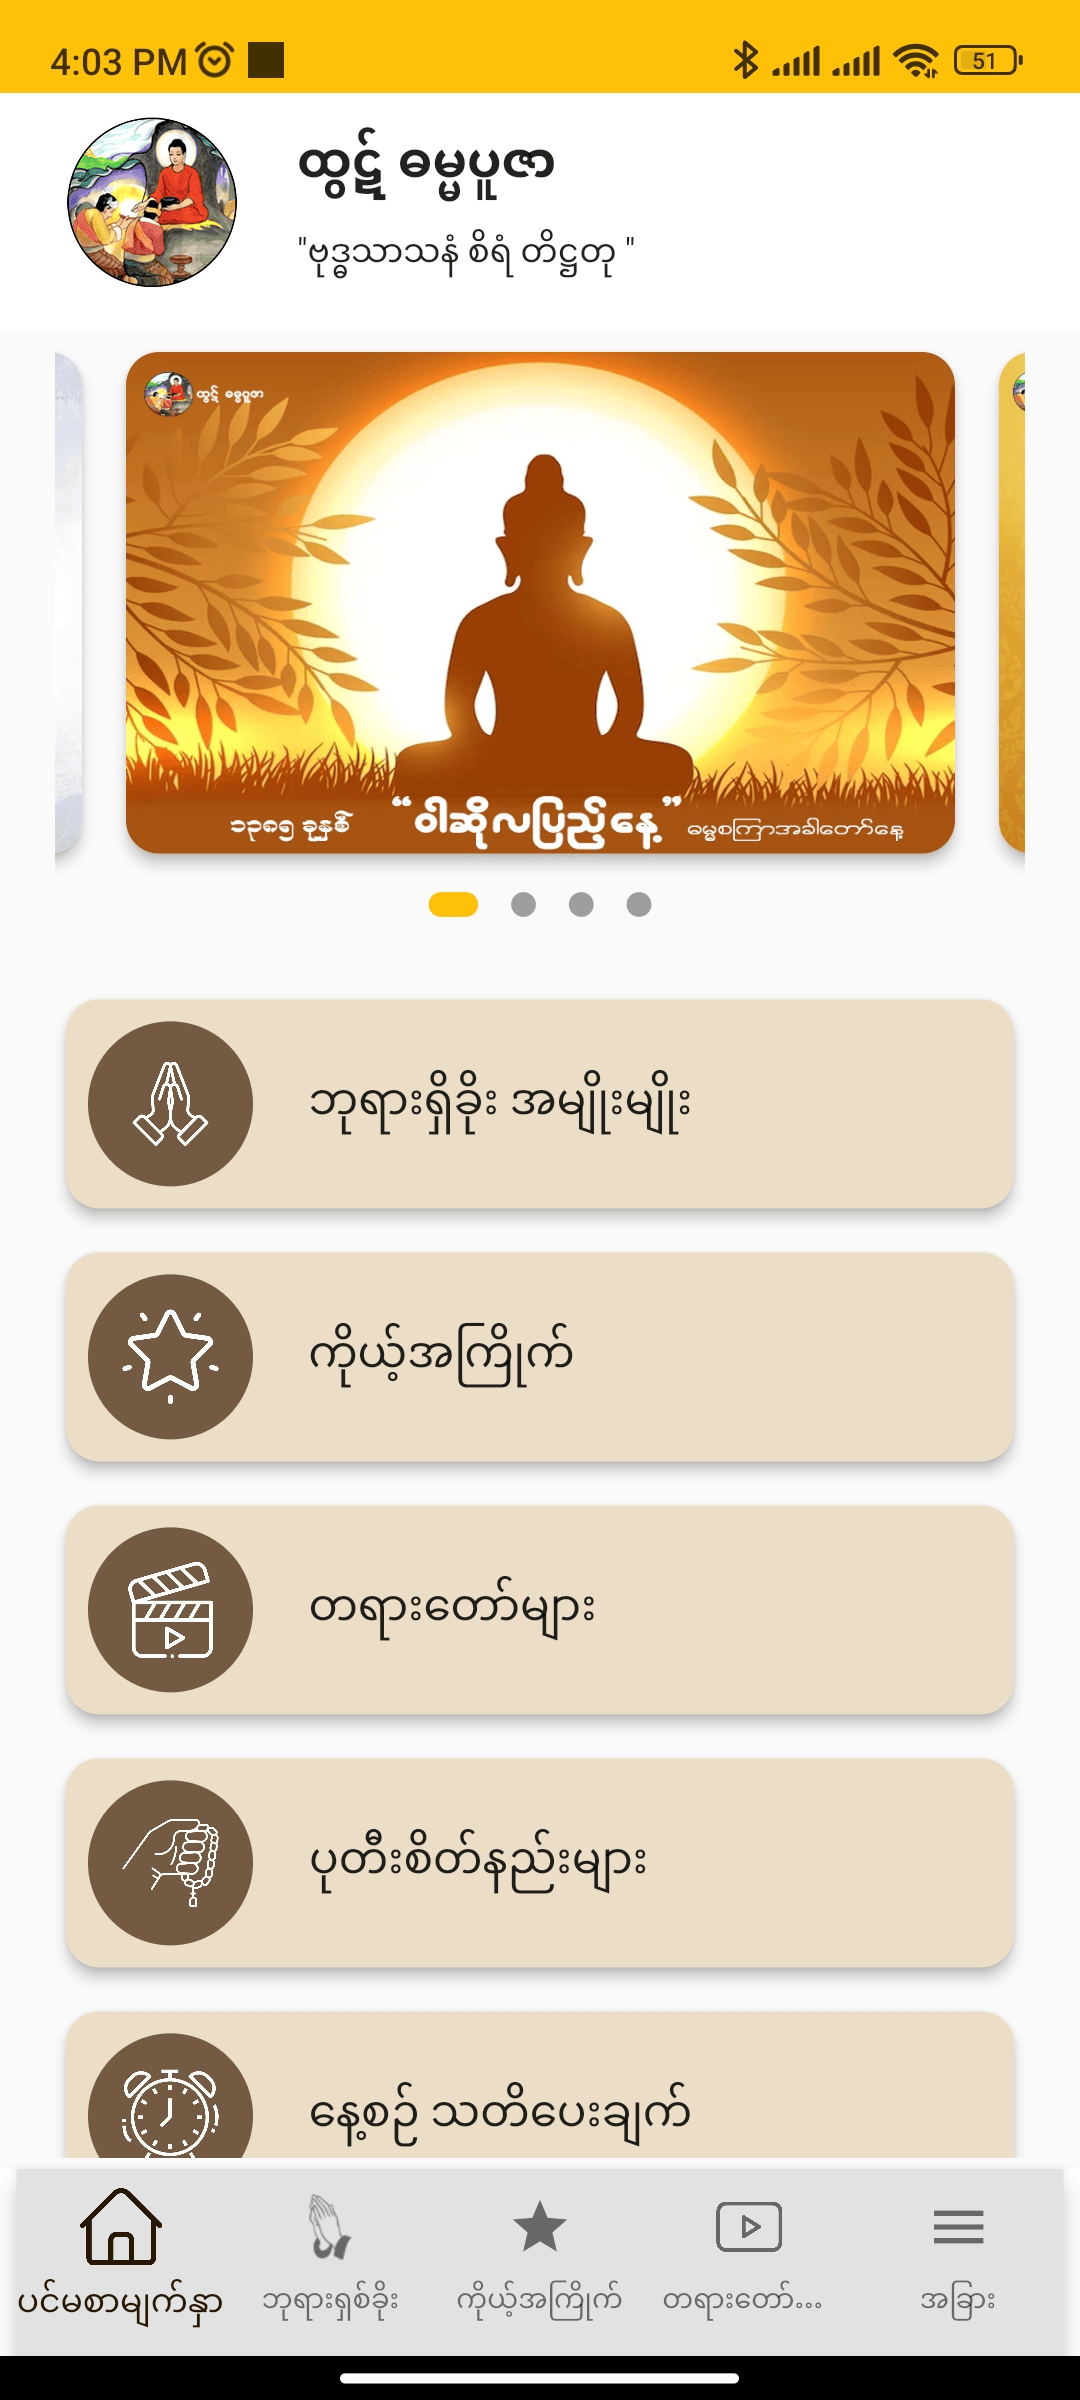 4:03 PM
51
ထွဋ် ဓမ္မပူဇာ
"ဗုဒ္ဓသာသနံ စိရံ တိဋ္ဌတု "
ထွဋ် ဓမ္မပူဇာ
၁၃၈၅ ခုနှစ် “ဝါဆိုလပြည့်နေ့” ဓမ္မစကြာအခါတော်နေ့
ဘုရားရှိခိုး အမျိုးမျိုး
ကိုယ့်အကြိုက်
တရားတော်များ
ပုတီးစိတ်နည်းများ
နေ့စဉ် သတိပေးချက်
ပင်မစာမျက်နှာ
ဘုရားရှစ်ခိုး
ကိုယ့်အကြိုက်
တရားတော်...
အခြား